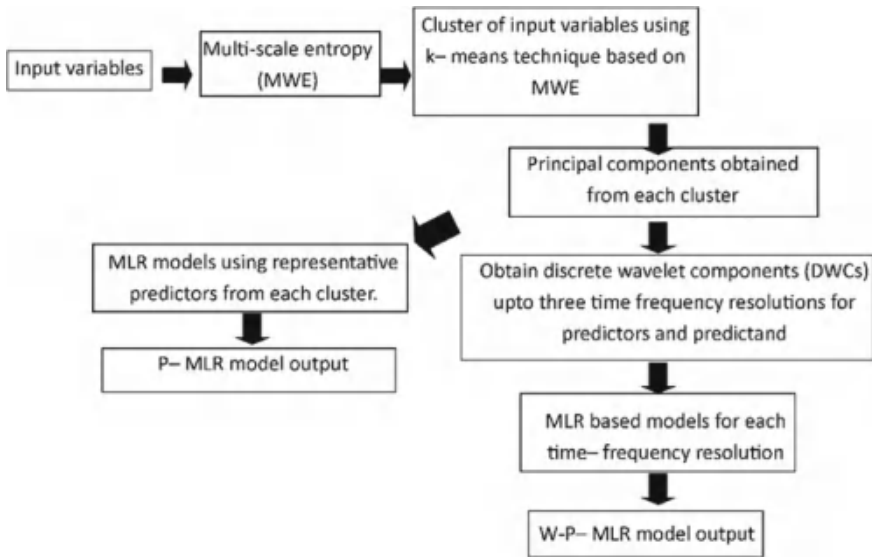 Input variables
Multi-scale entropy
(MWE)
Cluster of input variables using
k– means technique based on
MWE
Principal components obtained
from each cluster
MLR models using representative
predictors from each cluster.
P– MLR model output
Obtain discrete wavelet components (DWCs)
upto three time frequency resolutions for
predictors and predictand
MLR based models for each
time– frequency resolution
W-P– MLR model output